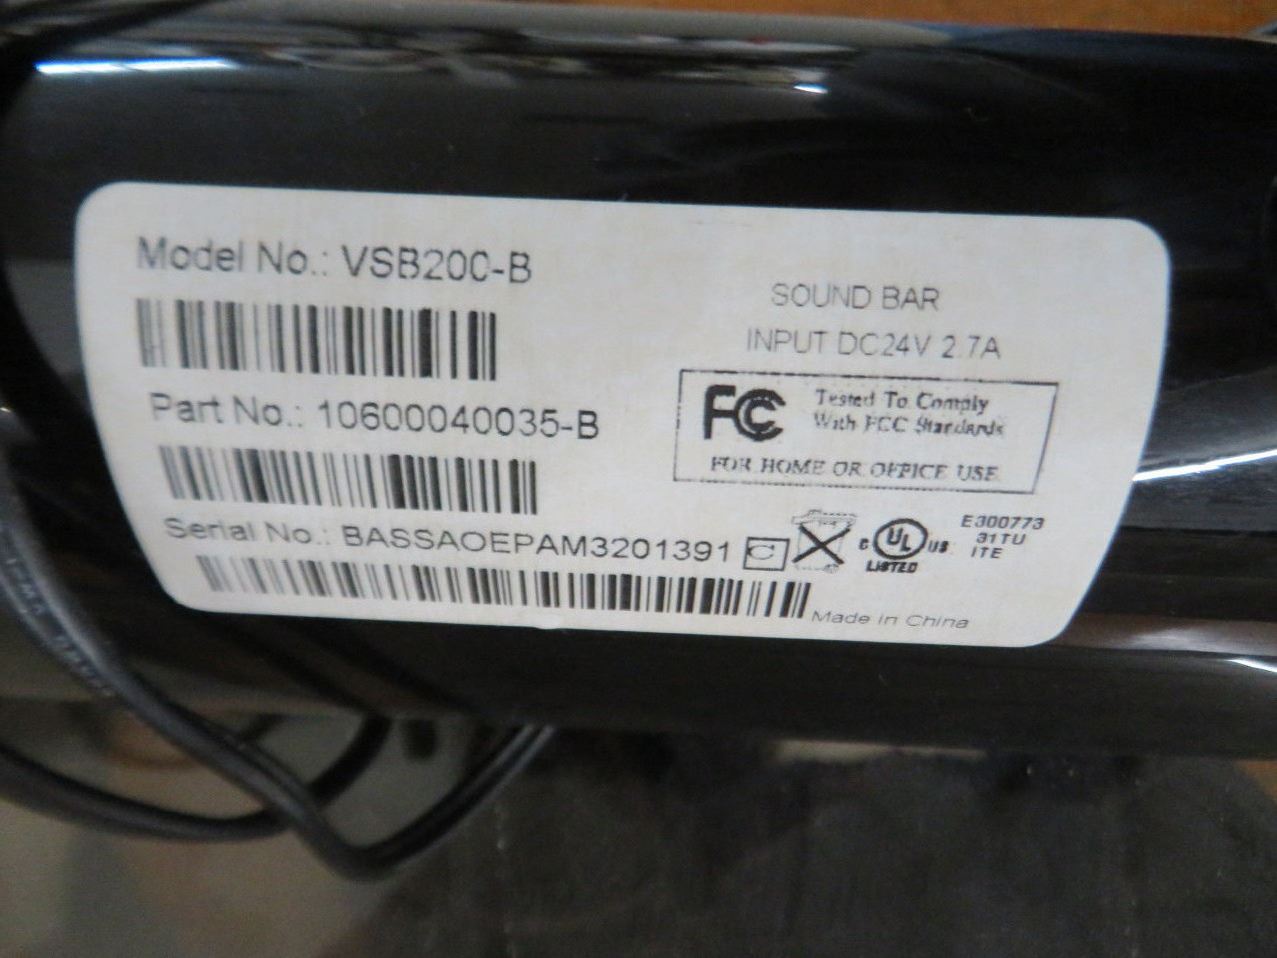 Model No.: VSB200-B
SOUND BAR
INPUT DC24V 2.7A
Part No.: 10600040035-B
FC Tested To Comply
With FCC Standards
FOR HOME OR OFFICE USE
Serial No.: BASSAOEPAM3201391
c UL US
LISTED
E300773
31TU
ITE
Made in China